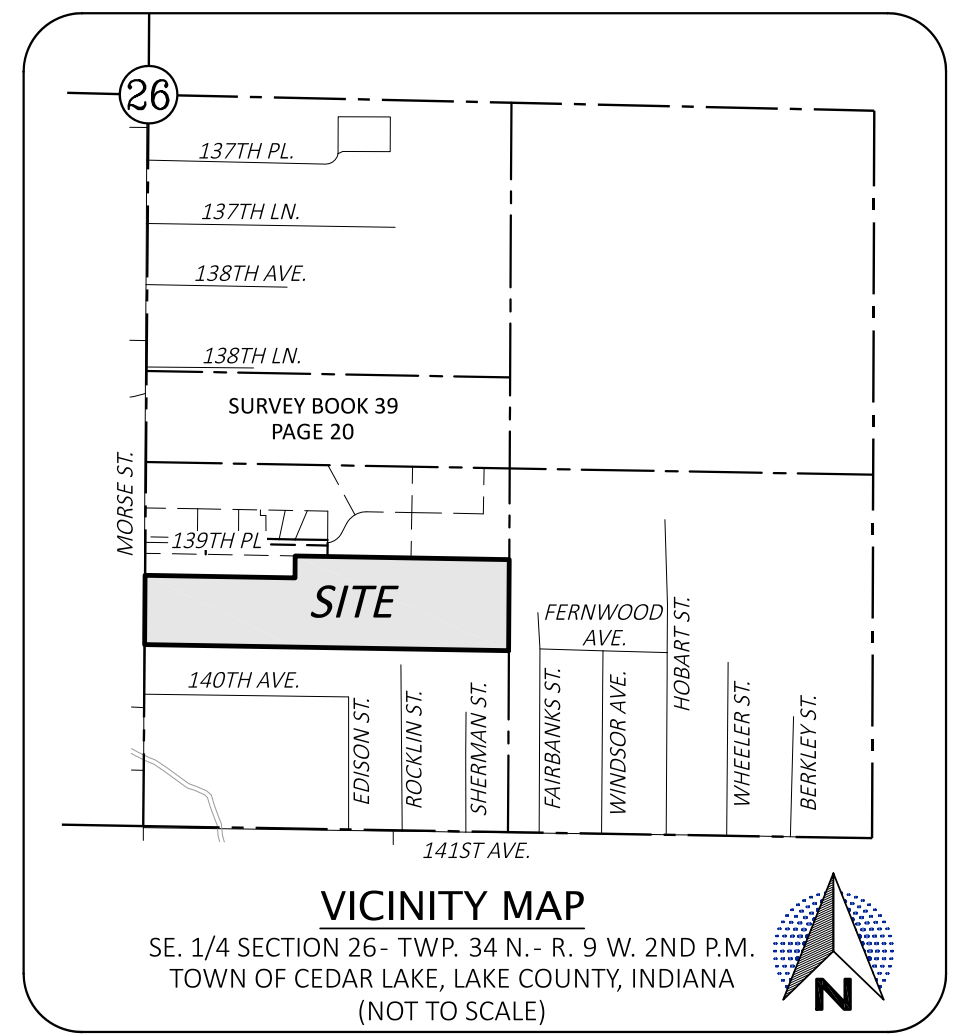 26
137TH PL.
137TH LN.
138TH AVE.
138TH LN.
SURVEY BOOK 39
PAGE 20
MORSE ST.
139TH PL
SITE
FERNWOOD
AVE.
HOBART ST.
140TH AVE.
EDISON ST.
ROCKLIN ST.
SHERMAN ST.
FAIRBANKS ST.
WINDSOR AVE.
WHEELER ST.
BERKLEY ST.
141ST AVE.
VICINITY MAP
SE. 1/4 SECTION 26 - TWP. 34 N. - R. 9 W. 2ND P.M.
TOWN OF CEDAR LAKE, LAKE COUNTY, INDIANA
(NOT TO SCALE)
N